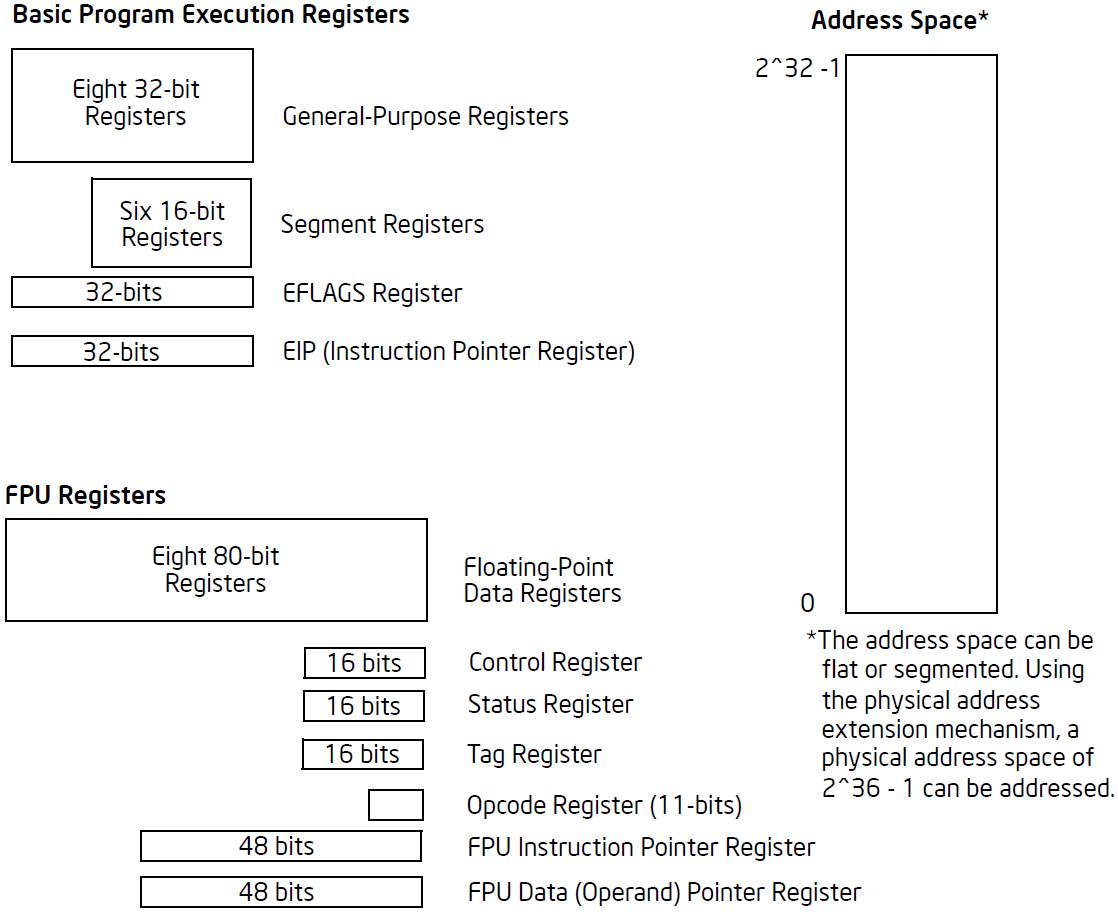 Basic Program Execution Registers
Address Space*
2^32 -1
Eight 32-bit
Registers
General-Purpose Registers
Six 16-bit
Registers
Segment Registers
32-bits
EFLAGS Register
32-bits
EIP (Instruction Pointer Register)
FPU Registers
Eight 80-bit
Registers
Floating-Point
Data Registers
0
*The address space can be
flat or segmented. Using
the physical address
extension mechanism, a
physical address space of
2^36 - 1 can be addressed.
16 bits
Control Register
16 bits
Status Register
16 bits
Tag Register
Opcode Register (11-bits)
48 bits
FPU Instruction Pointer Register
48 bits
FPU Data (Operand) Pointer Register